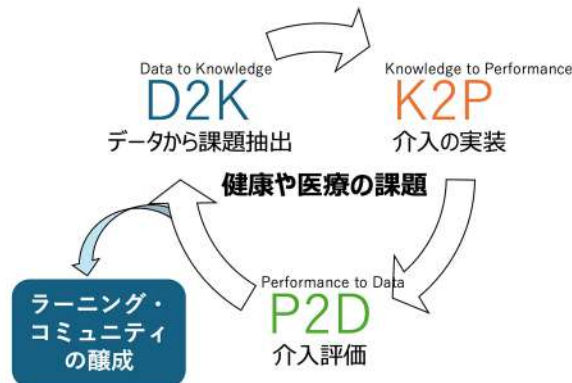 Data to Knowledge
D2K
データから課題抽出
Knowledge to Performance
K2P
介入の実装
健康や医療の課題
Performance to Data
P2D
介入評価
ラーニング・
コミュニティ
の醸成